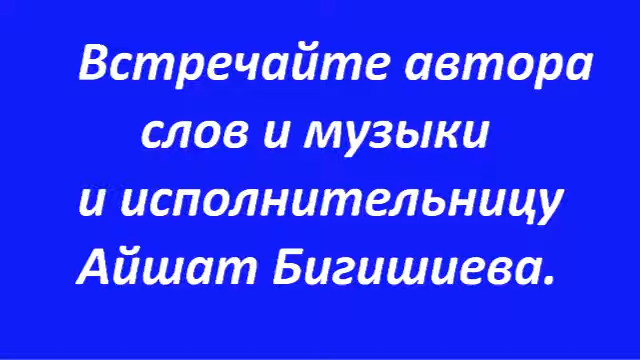 Встречайте автора
слов и музыки
и исполнительницу
Айшат Бигишиева.